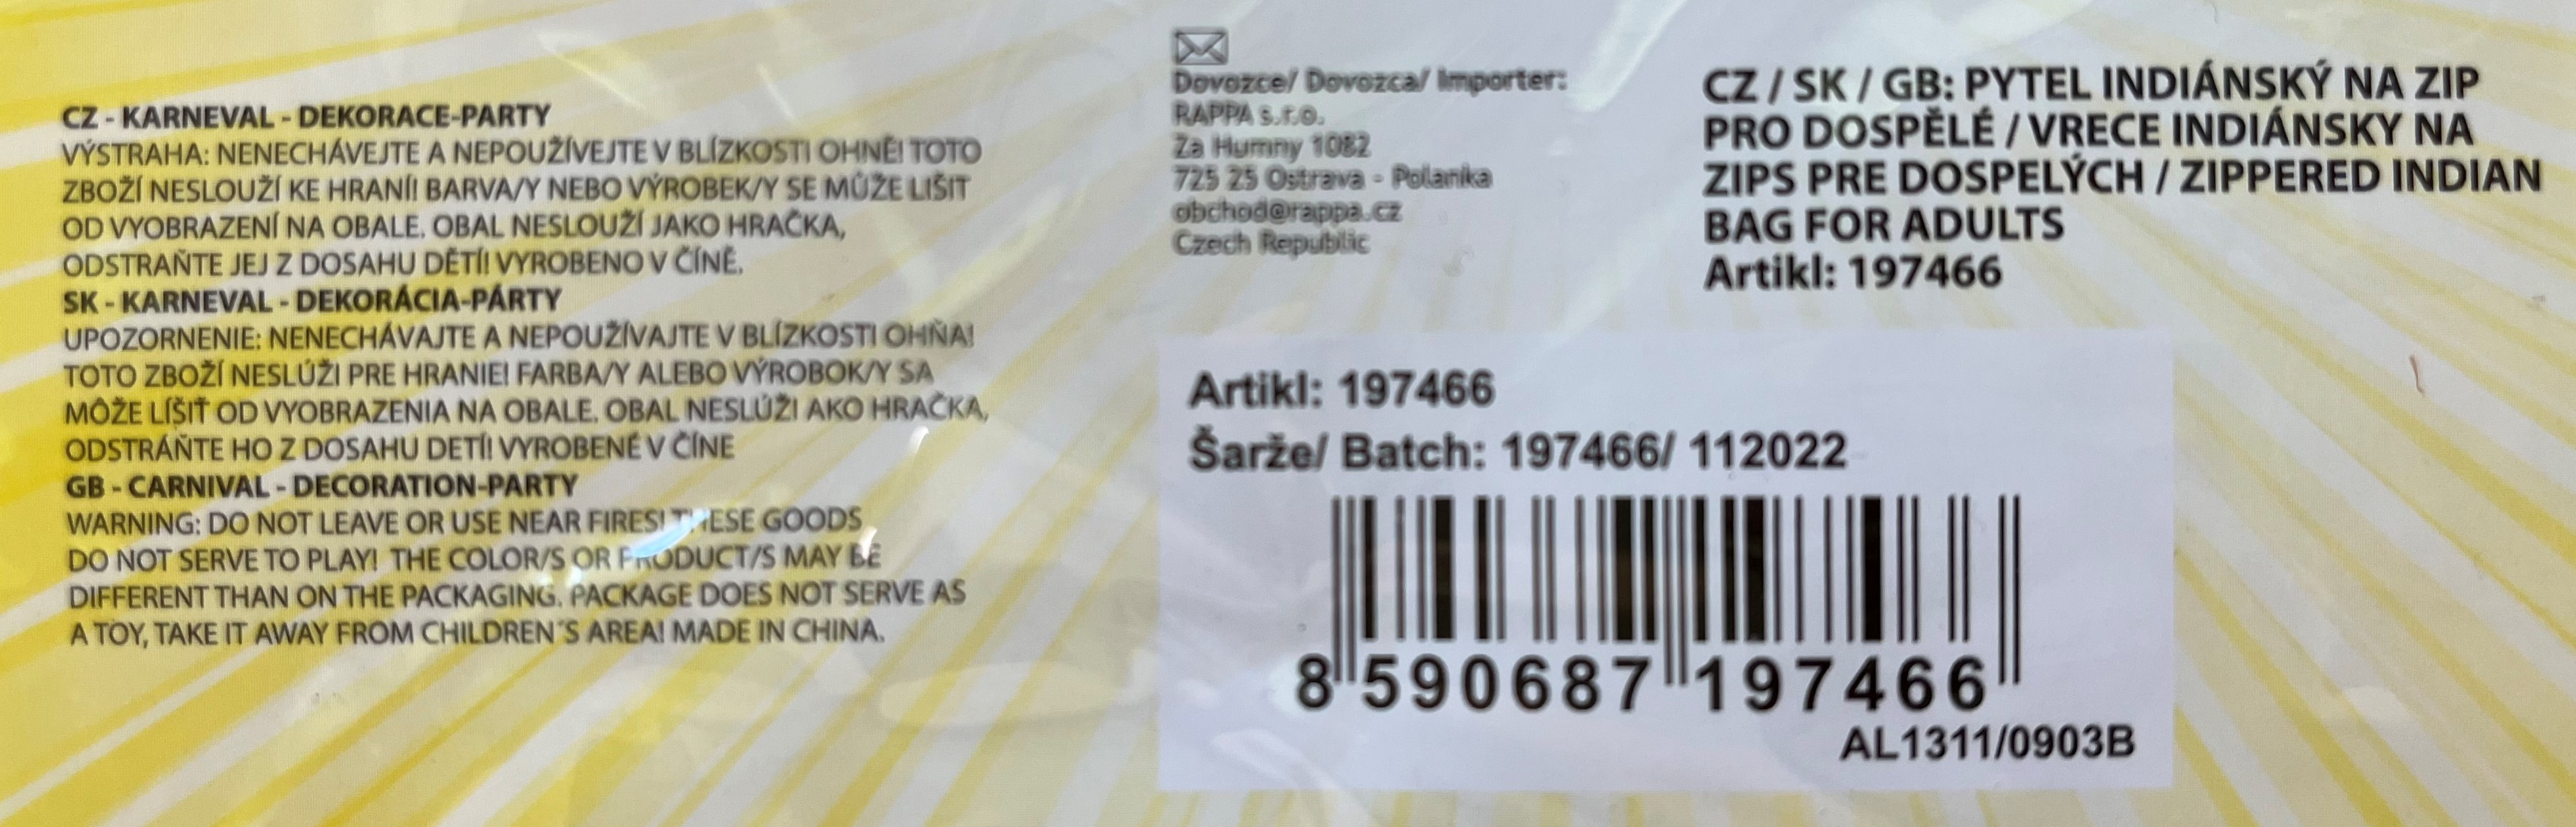 CZ - KARNEVAL - DEKORACE-PARTY
VÝSTRAHA: NENECHÁVEJTE A NEPOUŽÍVEJTE V BLÍZKOSTI OHNĚ! TOTO
ZBOŽÍ NESLOUŽÍ KE HRANÍ! BARVA/Y NEBO VÝROBEK/Y SE MŮŽE LIŠIT
OD VYOBRAZENÍ NA OBALE. OBAL NESLOUŽÍ JAKO HRAČKA,
ODSTRAŇTE JEJ Z DOSAHU DĚTÍ! VYROBENO V ČÍNĚ.
SK - KARNEVAL - DEKORÁCIA-PÁRTY
UPOZORNENIE: NENECHÁVAJTE A NEPOUŽÍVAJTE V BLÍZKOSTI OHŇA!
TOTO ZBOŽÍ NESLÚŽI PRE HRANIE! FARBA/Y ALEBO VÝROBOK/Y SA
MÔŽE LÍŠIŤ OD VYOBRAZENIA NA OBALE. OBAL NESLÚŽI AKO HRAČKA,
ODSTRÁŇTE HO Z DOSAHU DETÍ! VYROBENÉ V ČÍNE
GB - CARNIVAL - DECORATION-PARTY
WARNING: DO NOT LEAVE OR USE NEAR FIRES! THESE GOODS
DO NOT SERVE TO PLAY! THE COLOR/S OR PRODUCT/S MAY BE
DIFFERENT THAN ON THE PACKAGING. PACKAGE DOES NOT SERVE AS
A TOY, TAKE IT AWAY FROM CHILDREN´S AREA! MADE IN CHINA.
Dovozce/ Dovozca/ Importer:
RAPPA s.r.o.
Za Humny 1082
725 25 Ostrava - Polanka
obchod@rappa.cz
Czech Republic
CZ / SK / GB: PYTEL INDIÁNSKÝ NA ZIP
PRO DOSPĚLÉ / VRECE INDIÁNSKY NA
ZIPS PRE DOSPELÝCH / ZIPPERED INDIAN
BAG FOR ADULTS
Artikl: 197466
Artikl: 197466
Šarže/ Batch: 197466/ 112022
8 590687 197466
AL1311/0903B